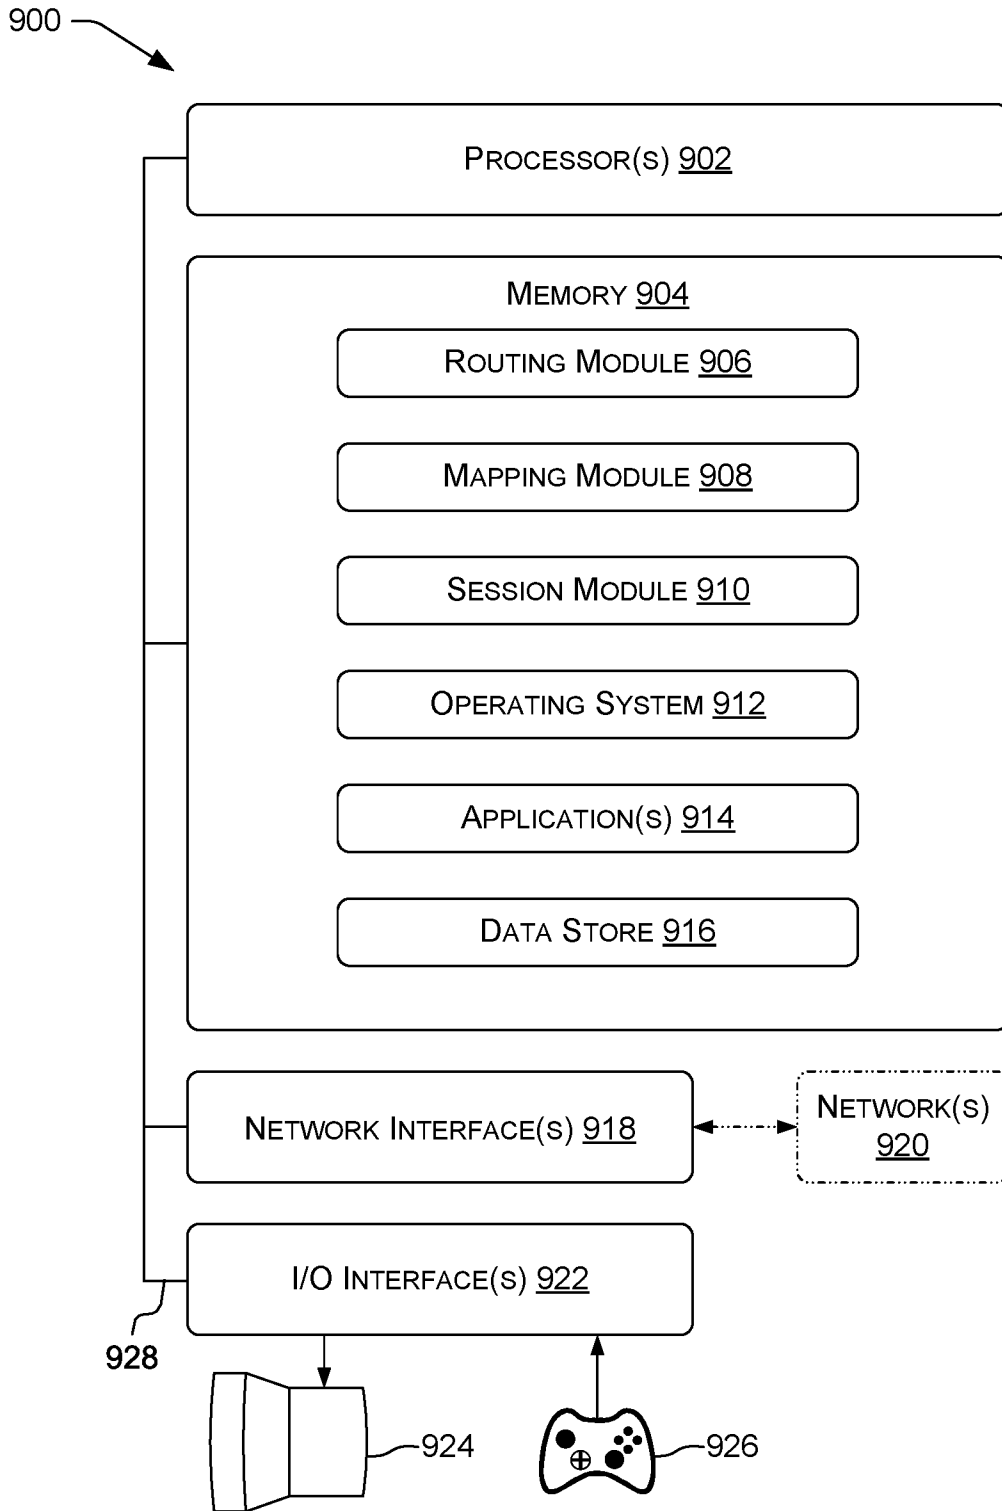 900
PROCESSOR(S) 902
MEMORY 904
ROUTING MODULE 906
MAPPING MODULE 908
SESSION MODULE 910
OPERATING SYSTEM 912
APPLICATION(S) 914
DATA STORE 916
NETWORK INTERFACE(S) 918
NETWORK(S)
920
I/O INTERFACE(S) 922
928
924
926